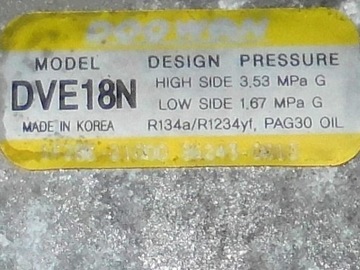 DOOWON
MODEL DESIGN PRESSURE
DVE18N HIGH SIDE 3,53 MPa G
LOW SIDE 1,67 MPa G
MADE IN KOREA R134a/R1234yf, PAG30 OIL